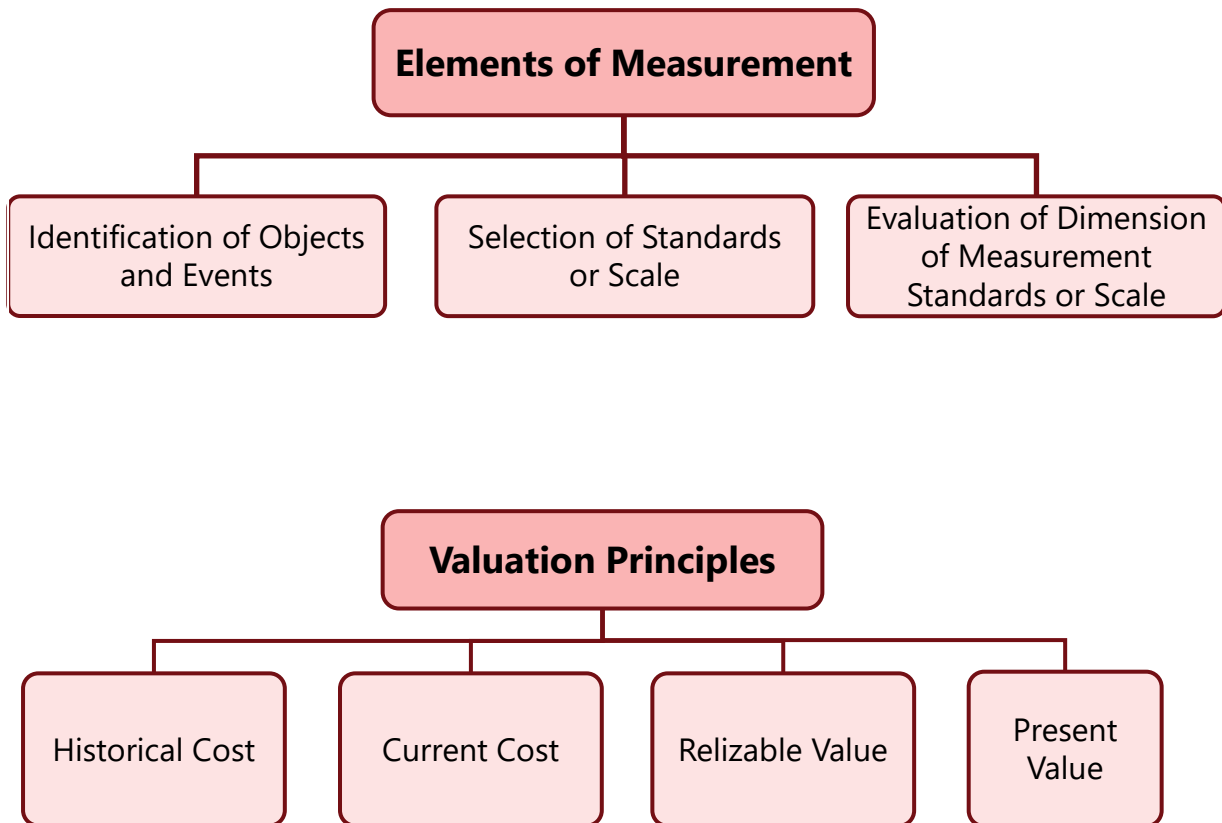 Elements of Measurement
Identification of Objects
and Events
Selection of Standards
or Scale
Evaluation of Dimension
of Measurement
Standards or Scale
Valuation Principles
Historical Cost
Current Cost
Relizable Value
Present
Value